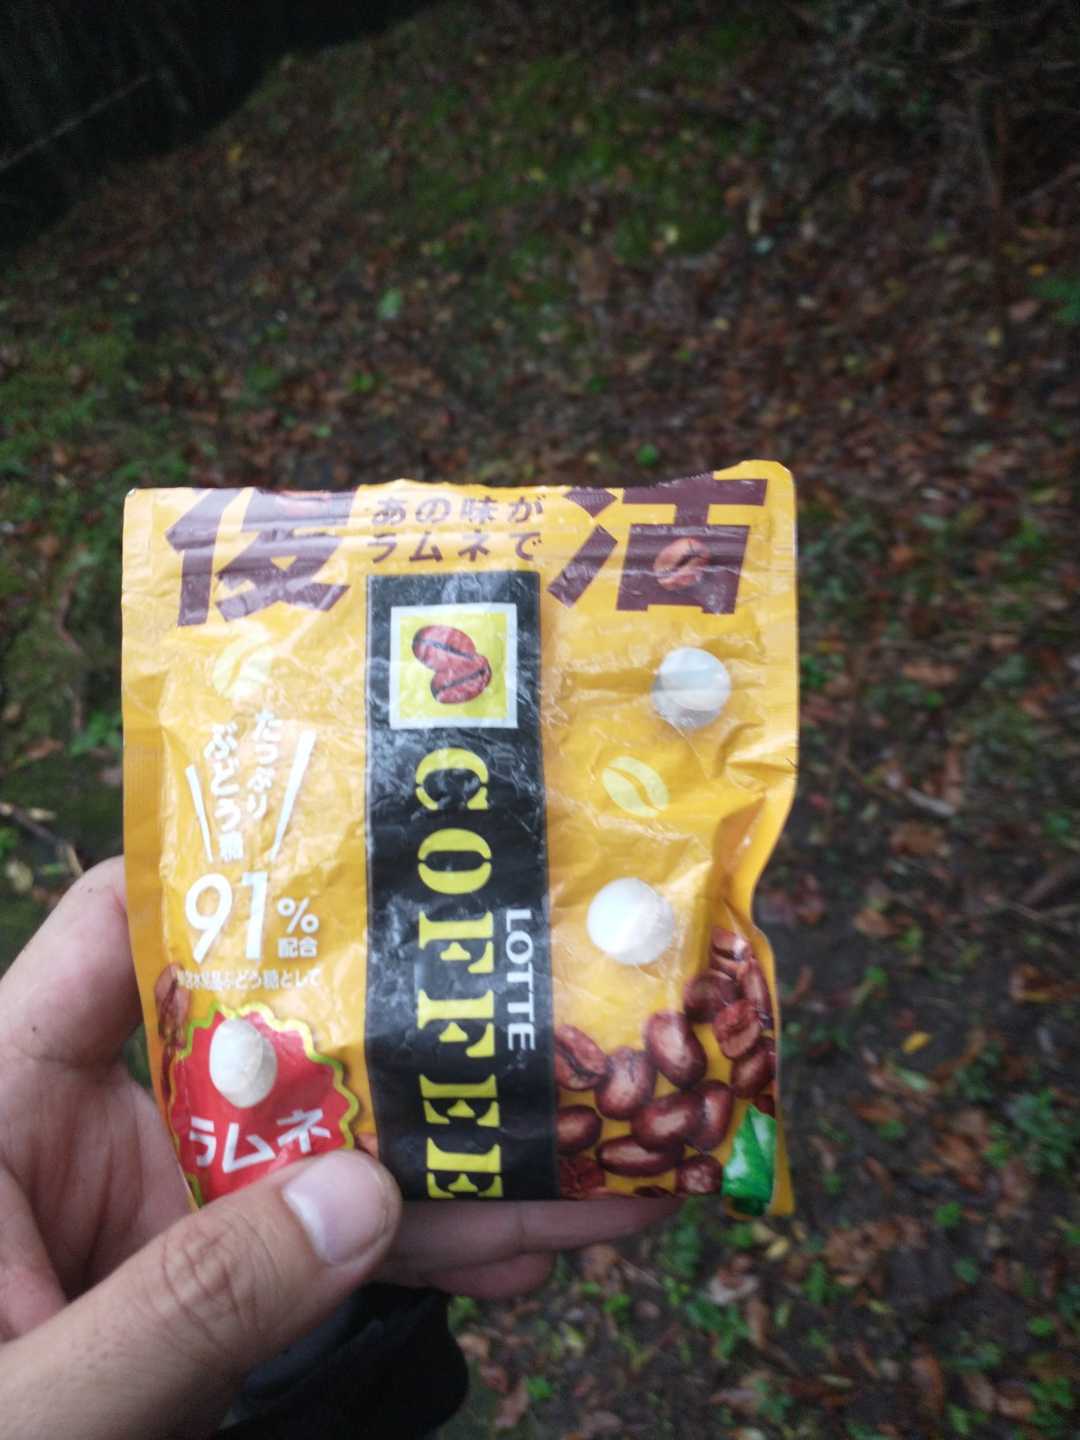 復活
あの味が
ラムネで
たっぷり
ぶどう糖
91%
配合
COFFEE
LOTTE
ラムネ